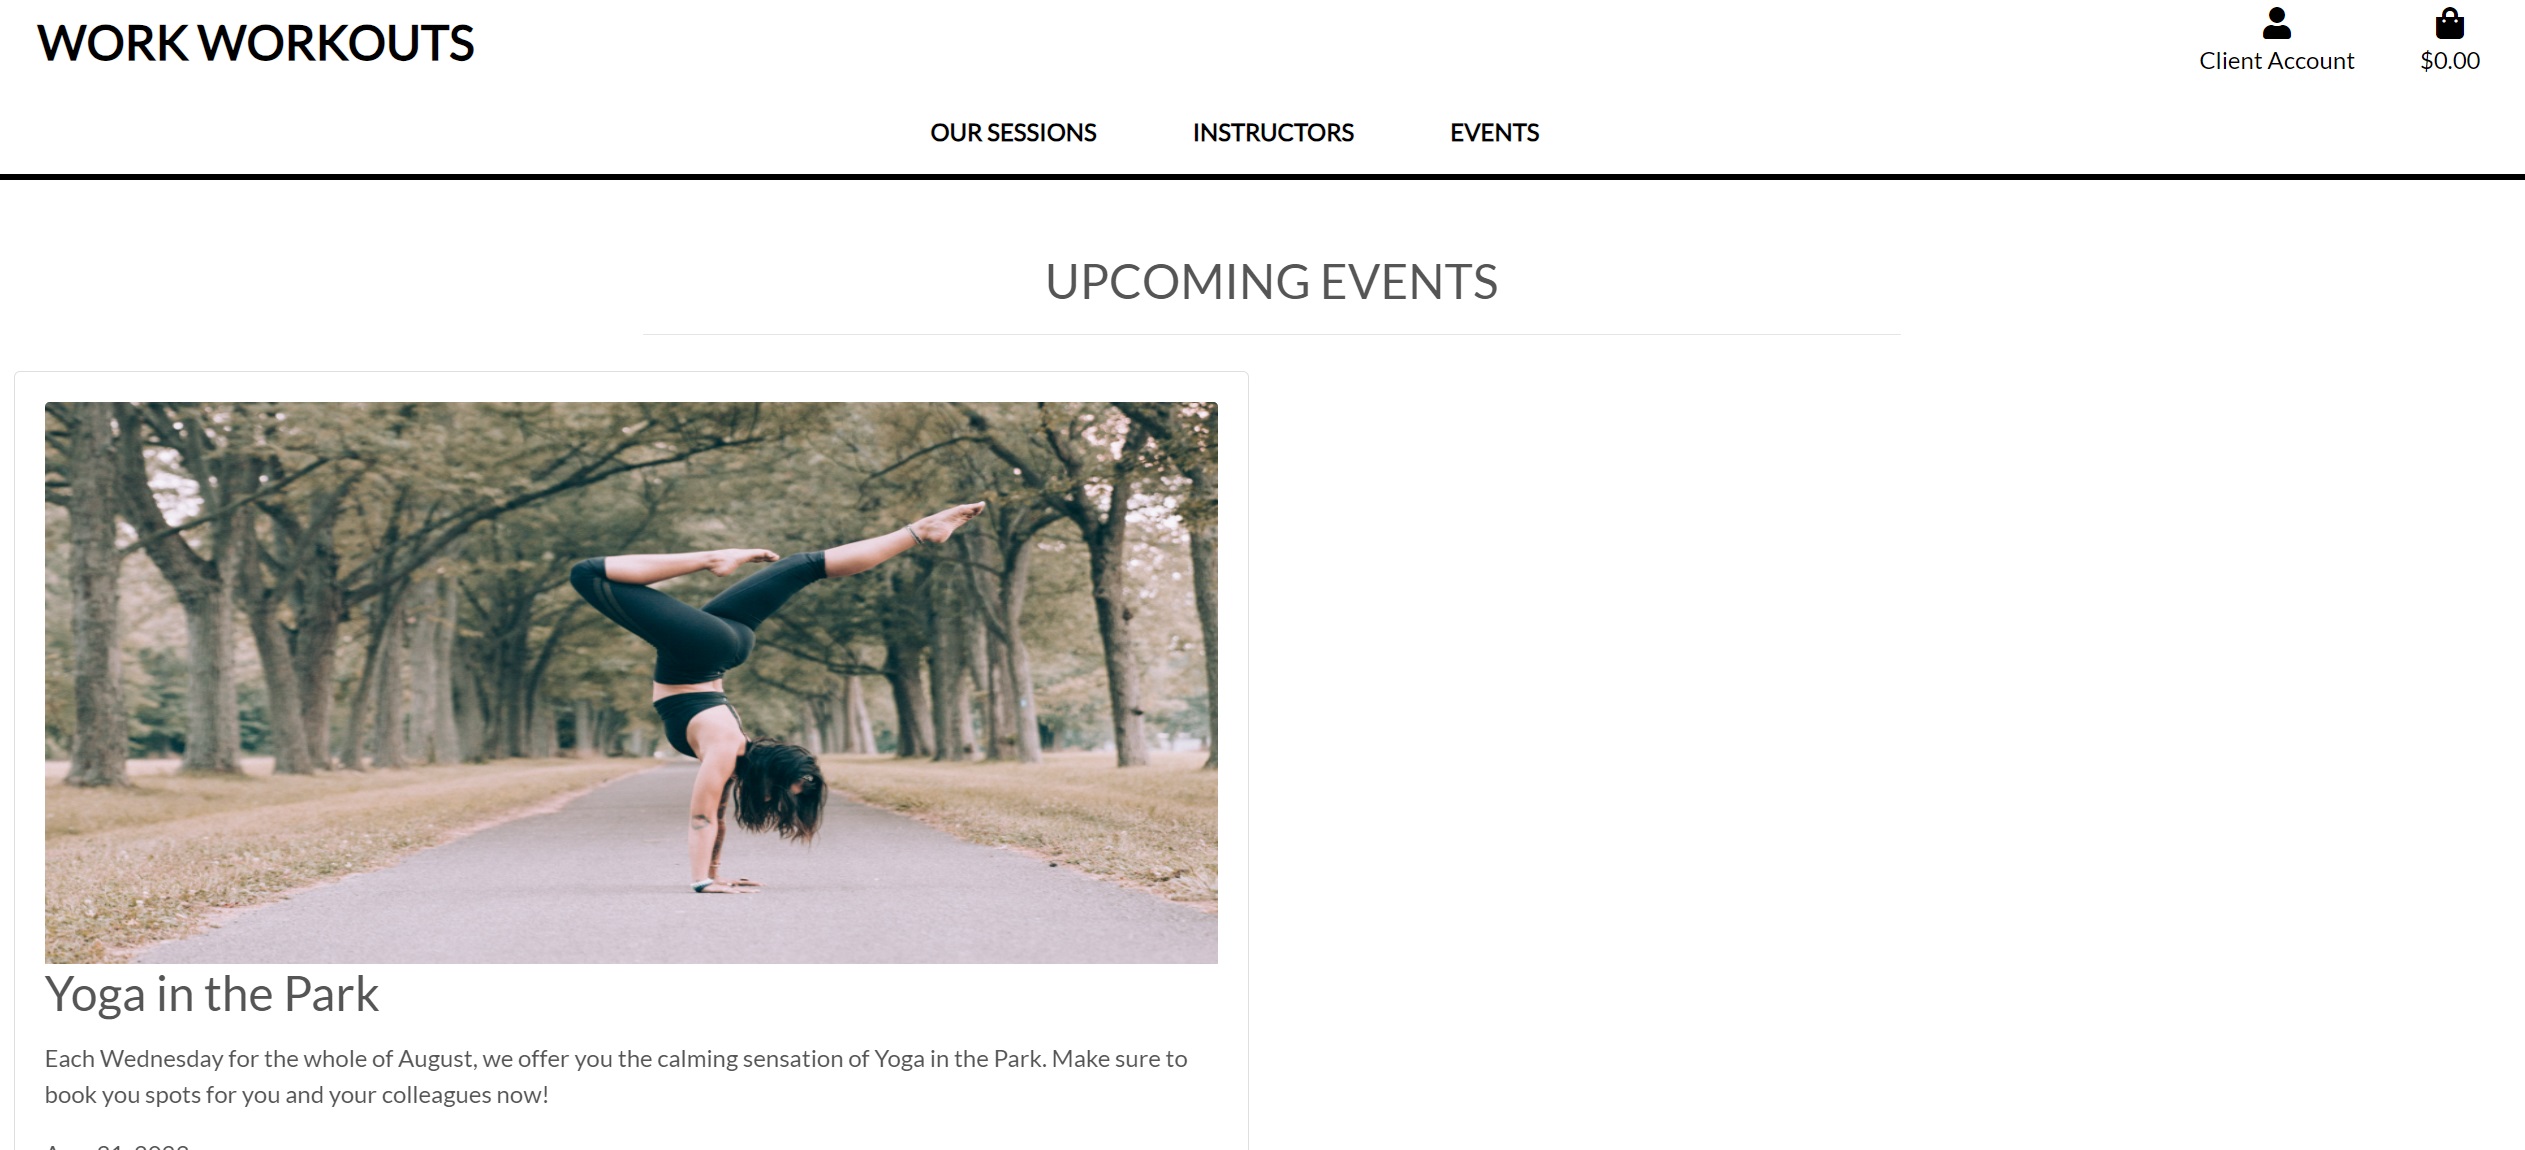 WORK WORKOUTS
Client Account
$0.00
OUR SESSIONS
INSTRUCTORS
EVENTS
UPCOMING EVENTS
Yoga in the Park
Each Wednesday for the whole of August, we offer you the calming sensation of Yoga in the Park. Make sure to
book you spots for you and your colleagues now!